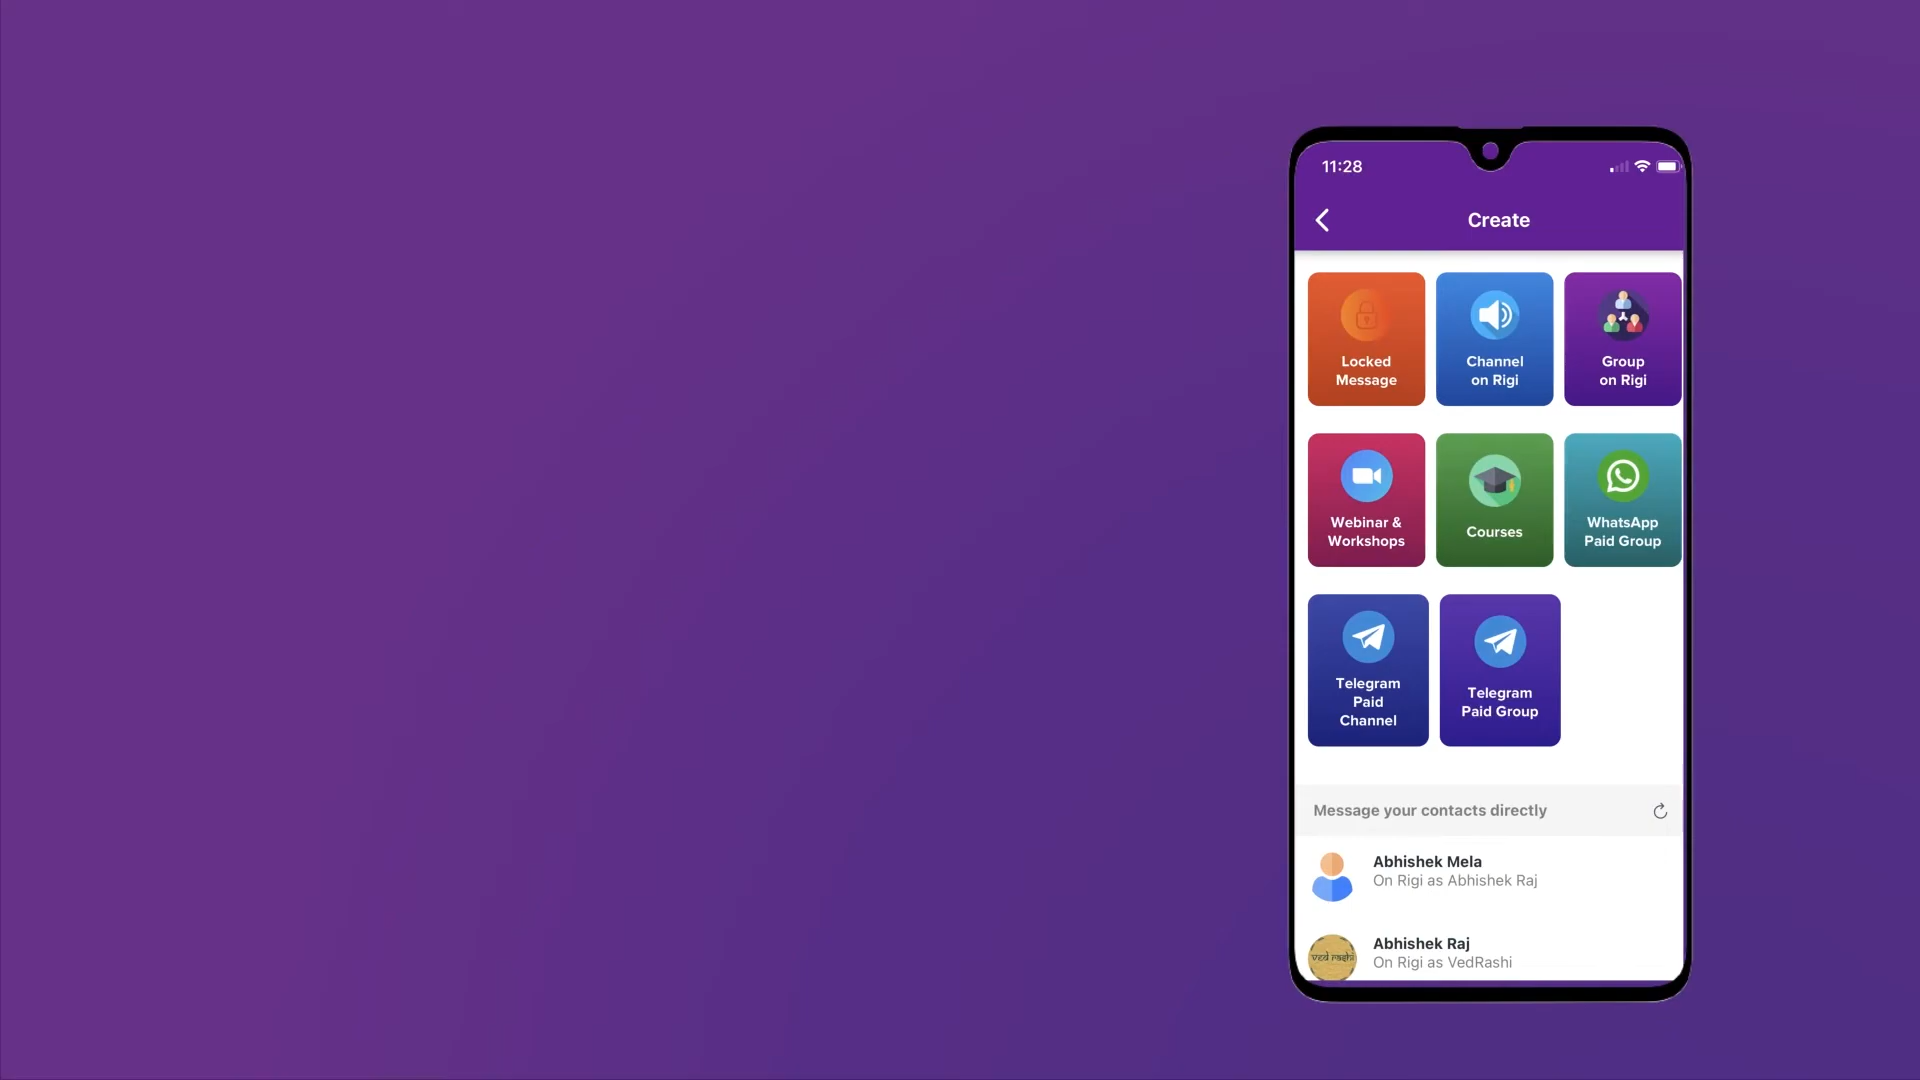 11:28
Create
Locked
Message
Channel
on Rigi
Group
on Rigi
Webinar &
Workshops
Courses
WhatsApp
Paid Group
Telegram
Paid
Channel
Telegram
Paid Group
Message your contacts directly
Abhishek Mela
On Rigi as Abhishek Raj
ved rashi
Abhishek Raj
On Rigi as VedRashi